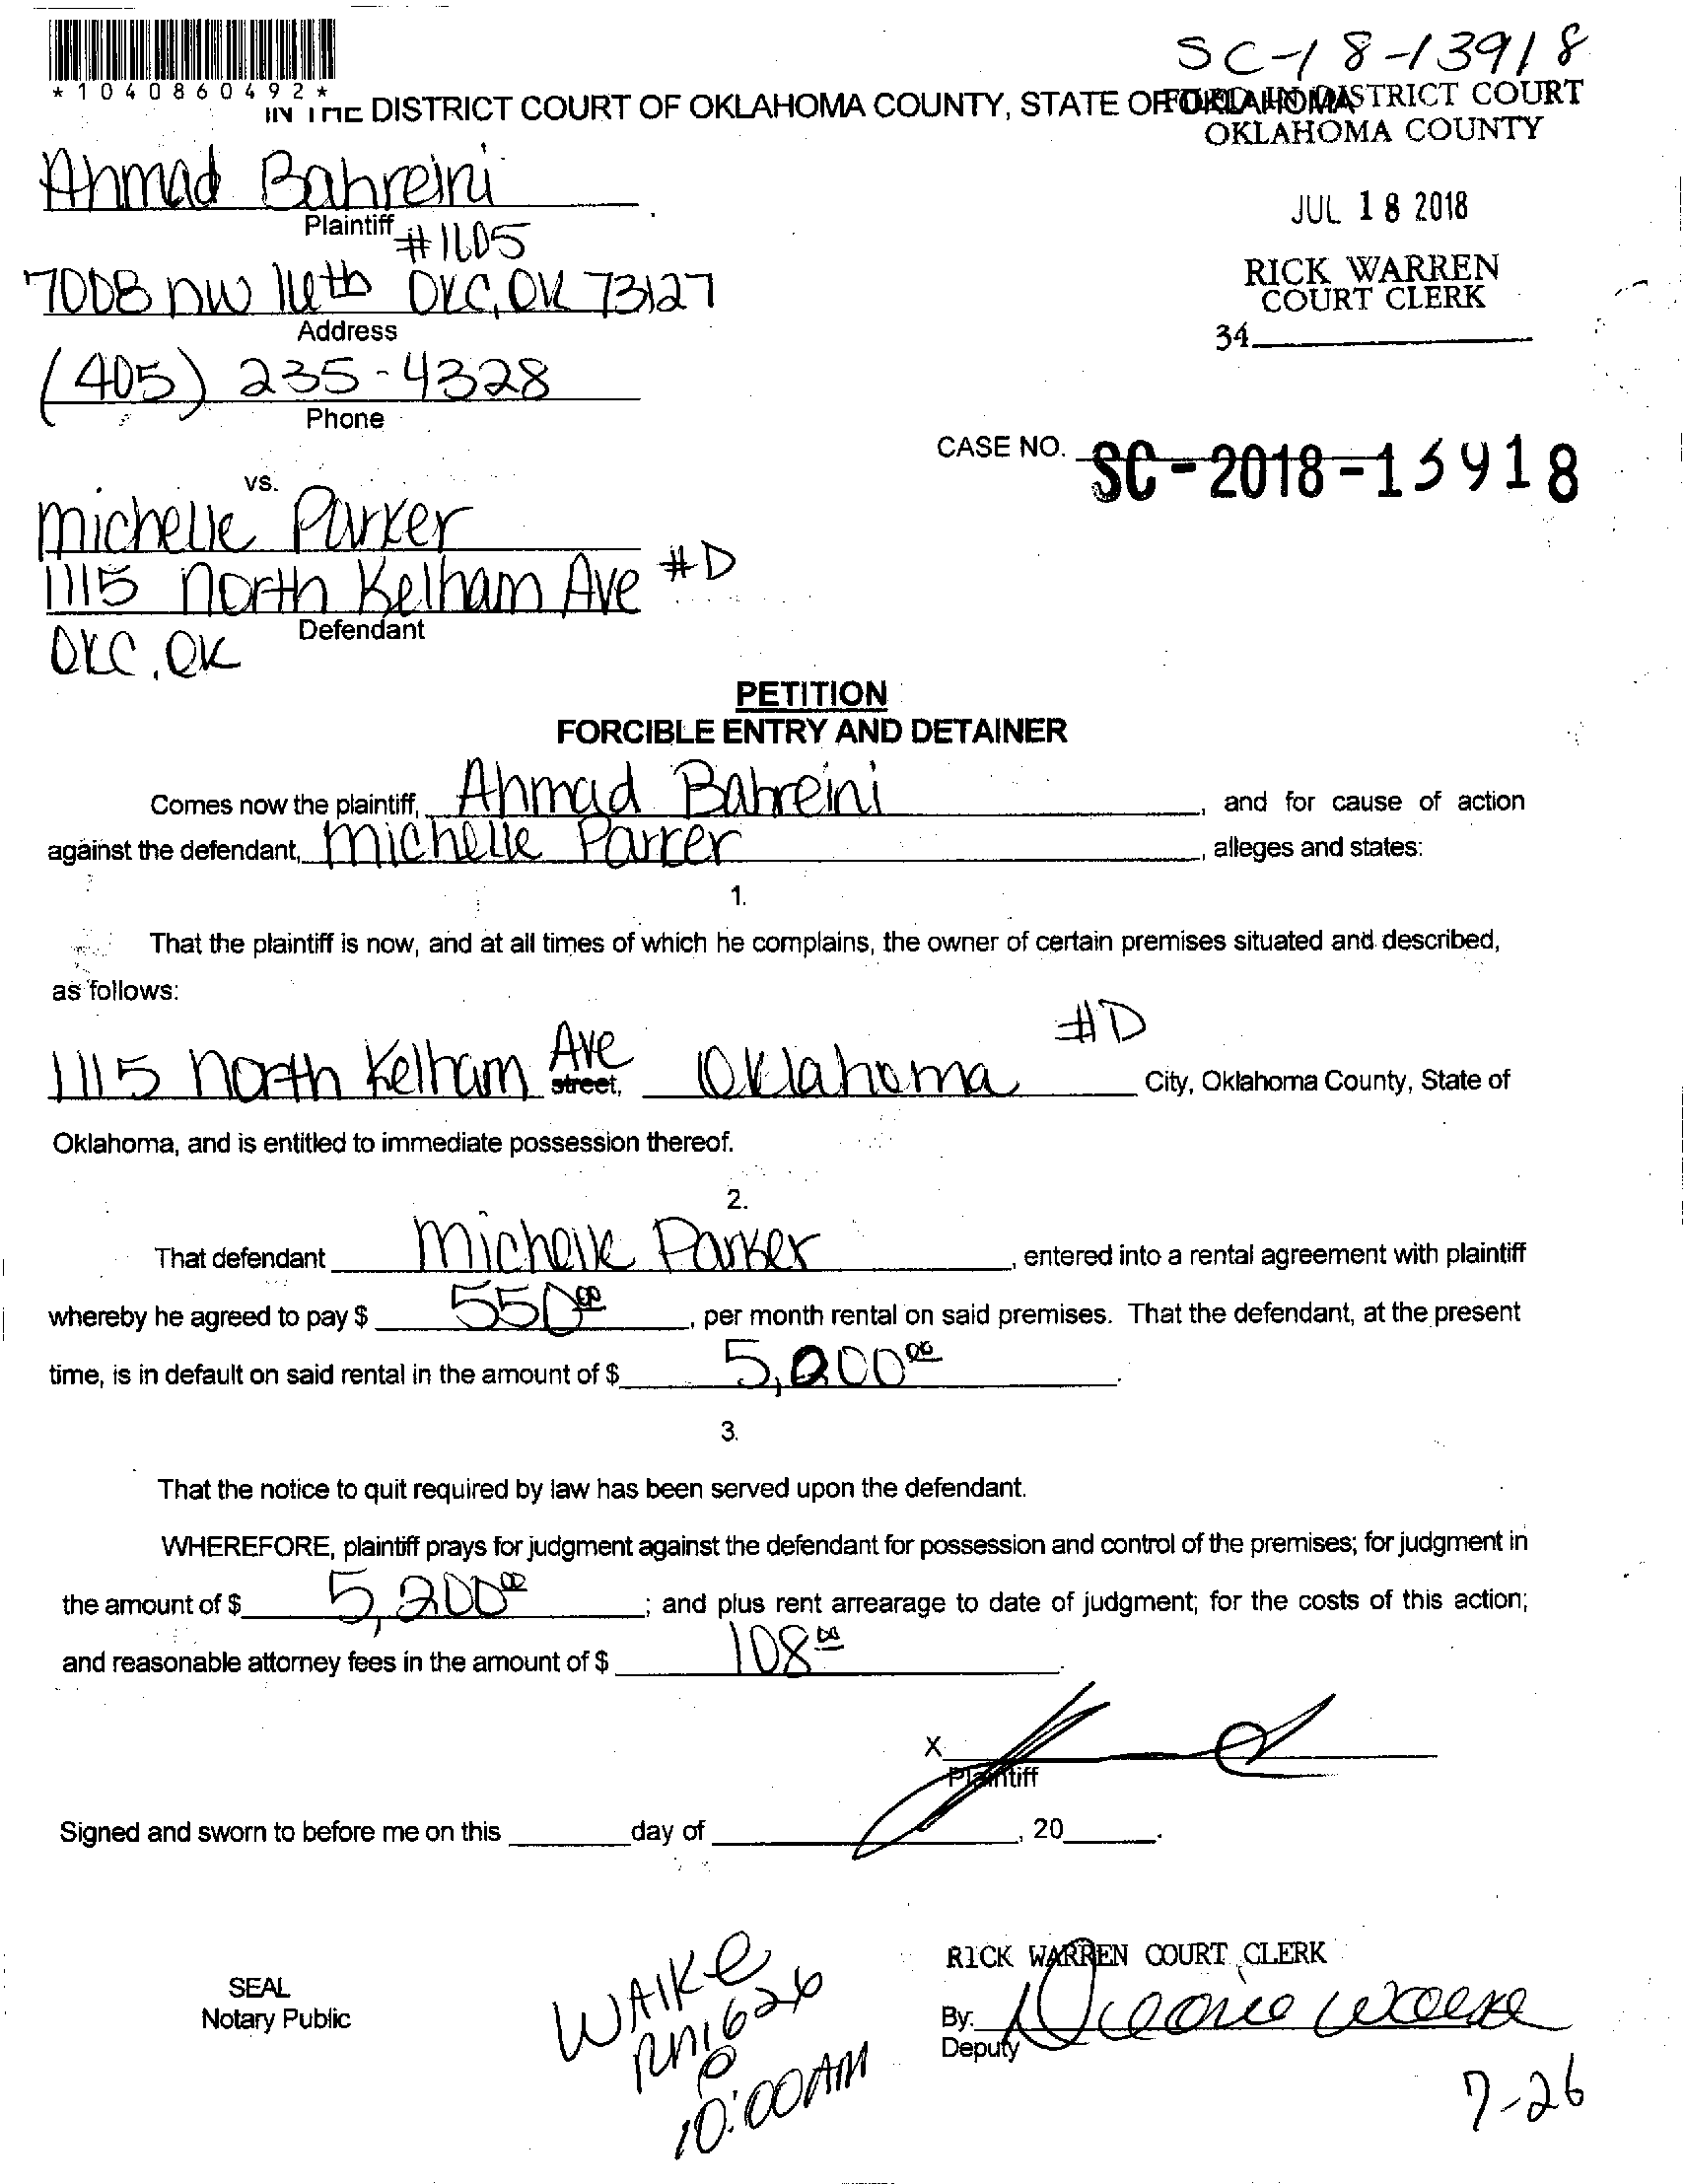 SC-18-13918
*1040860492*
IN THE DISTRICT COURT OF OKLAHOMA COUNTY, STATE OF OKLAHOMA
FILED IN DISTRICT COURT
OKLAHOMA COUNTY
Ahmad Bahreini
Plaintiff
#1605
JUL 18 2018
7008 NW 16th OKC, OK 73127
Address
RICK WARREN
COURT CLERK
34
(405) 235-4328
Phone
CASE NO. SC-2018-13918
vs.
Michelle Parker
1115 North Kelham Ave #D
Defendant
OKC, OK
PETITION
FORCIBLE ENTRY AND DETAINER
Comes now the plaintiff, Ahmad Bahreini, and for cause of action
against the defendant, Michelle Parker, alleges and states:
1.
That the plaintiff is now, and at all times of which he complains, the owner of certain premises situated and described,
as follows:
#D
1115 North Kelham Ave street, Oklahoma City, Oklahoma County, State of
Oklahoma, and is entitled to immediate possession thereof.
2.
That defendant Michelle Parker, entered into a rental agreement with plaintiff
whereby he agreed to pay $ 550 00, per month rental on said premises. That the defendant, at the present
time, is in default on said rental in the amount of $ 5,200 00.
3.
That the notice to quit required by law has been served upon the defendant.
WHEREFORE, plaintiff prays for judgment against the defendant for possession and control of the premises; for judgment in
the amount of $ 5,200 00; and plus rent arrearage to date of judgment; for the costs of this action;
and reasonable attorney fees in the amount of $ 108 00.
X
Plaintiff
Signed and sworn to before me on this day of , 20 .
SEAL
Notary Public
WAIKe
RM 626
@
10:00AM
RICK WARREN COURT CLERK
By:
Deputy
7-26